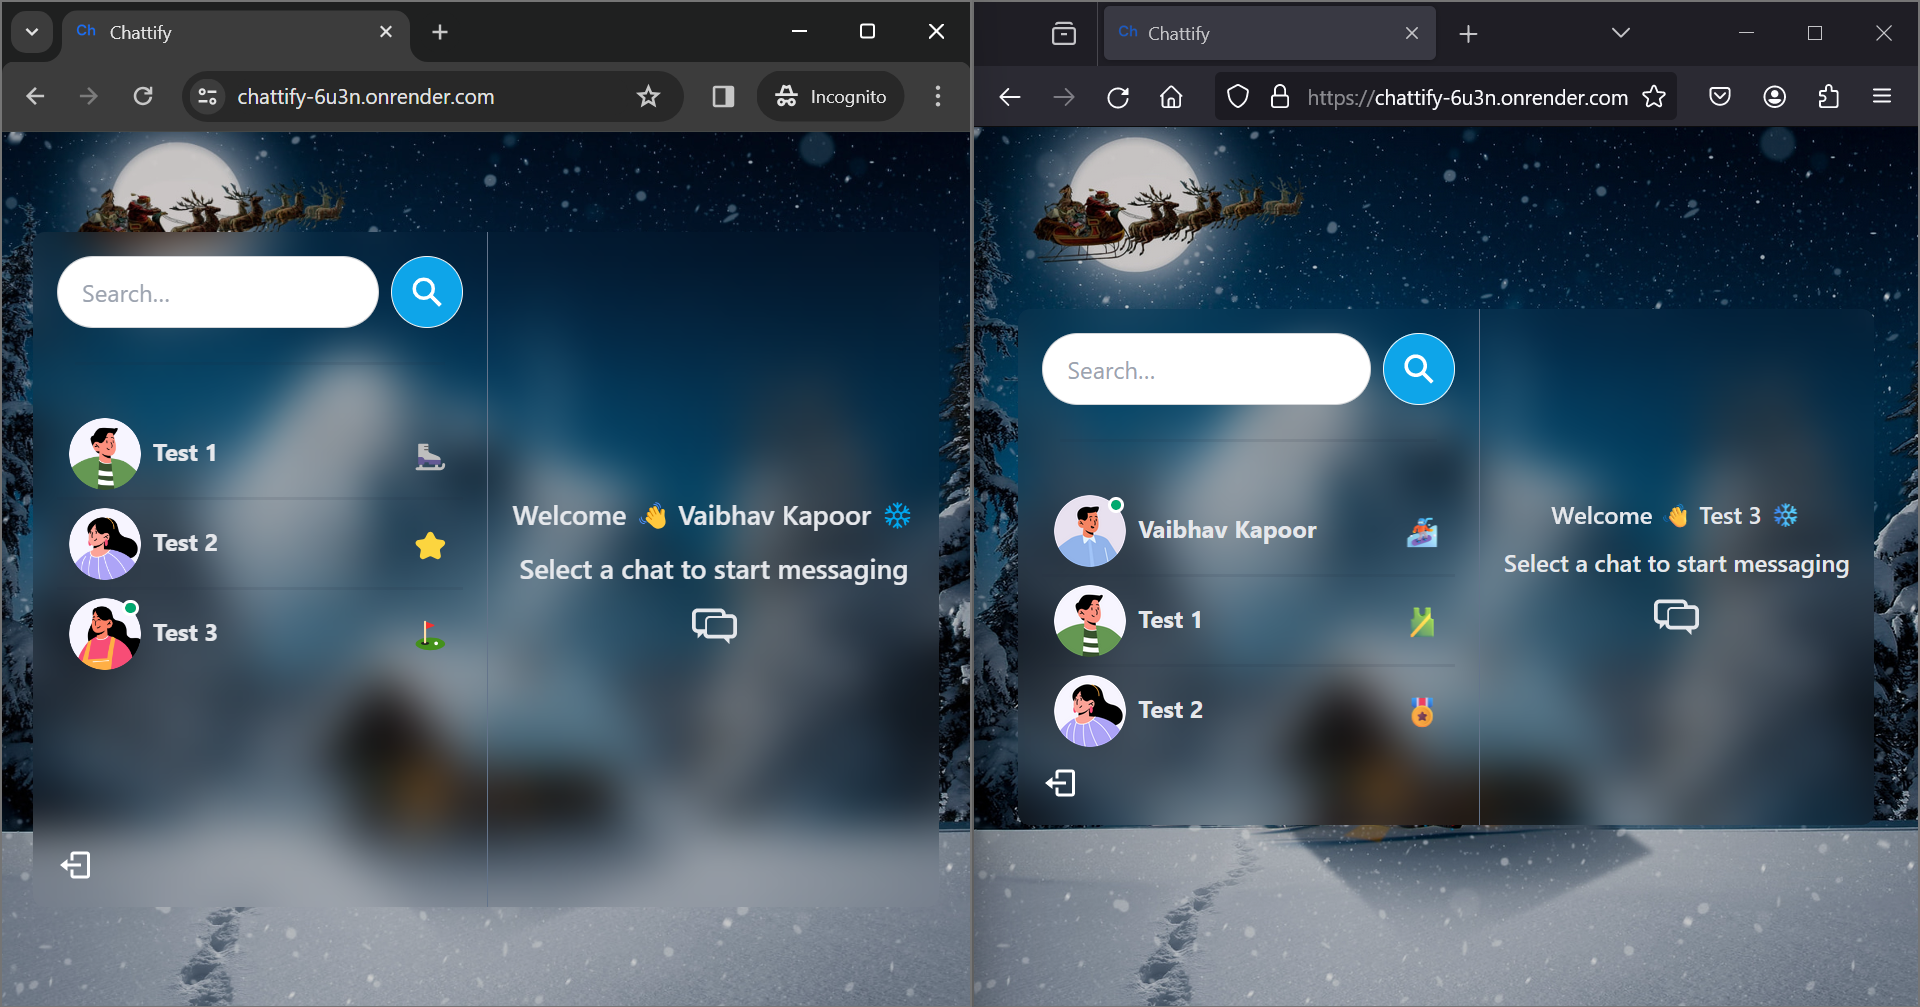 Ch Chattify
chattify-6u3n.onrender.com
Incognito
Search...
Test 1
Test 2
Test 3
Welcome 👋 Vaibhav Kapoor ❄️
Select a chat to start messaging
Ch Chattify
https://chattify-6u3n.onrender.com
Search...
Vaibhav Kapoor
Test 1
Test 2
Welcome 👋 Test 3 ❄️
Select a chat to start messaging